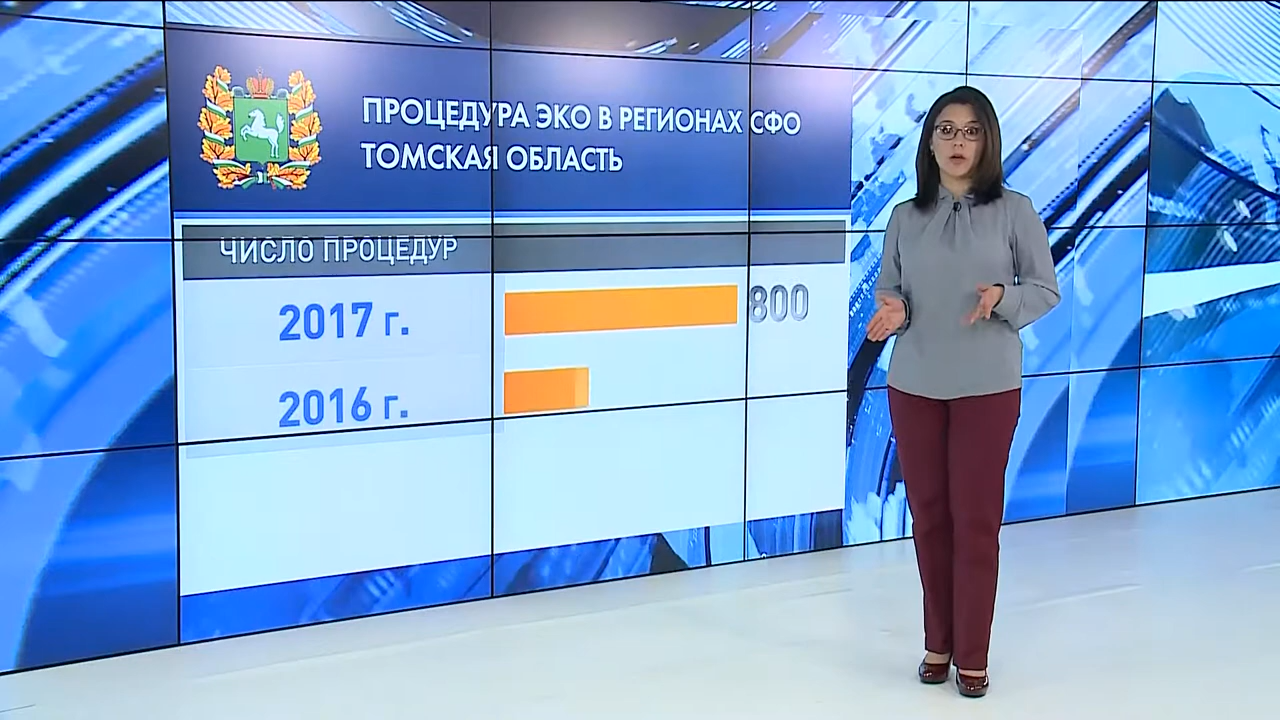 ПРОЦЕДУРА ЭКО В РЕГИОНАХ СФО
ТОМСКАЯ ОБЛАСТЬ
ЧИСЛО ПРОЦЕДУР
2017 г. 800
2016 г.